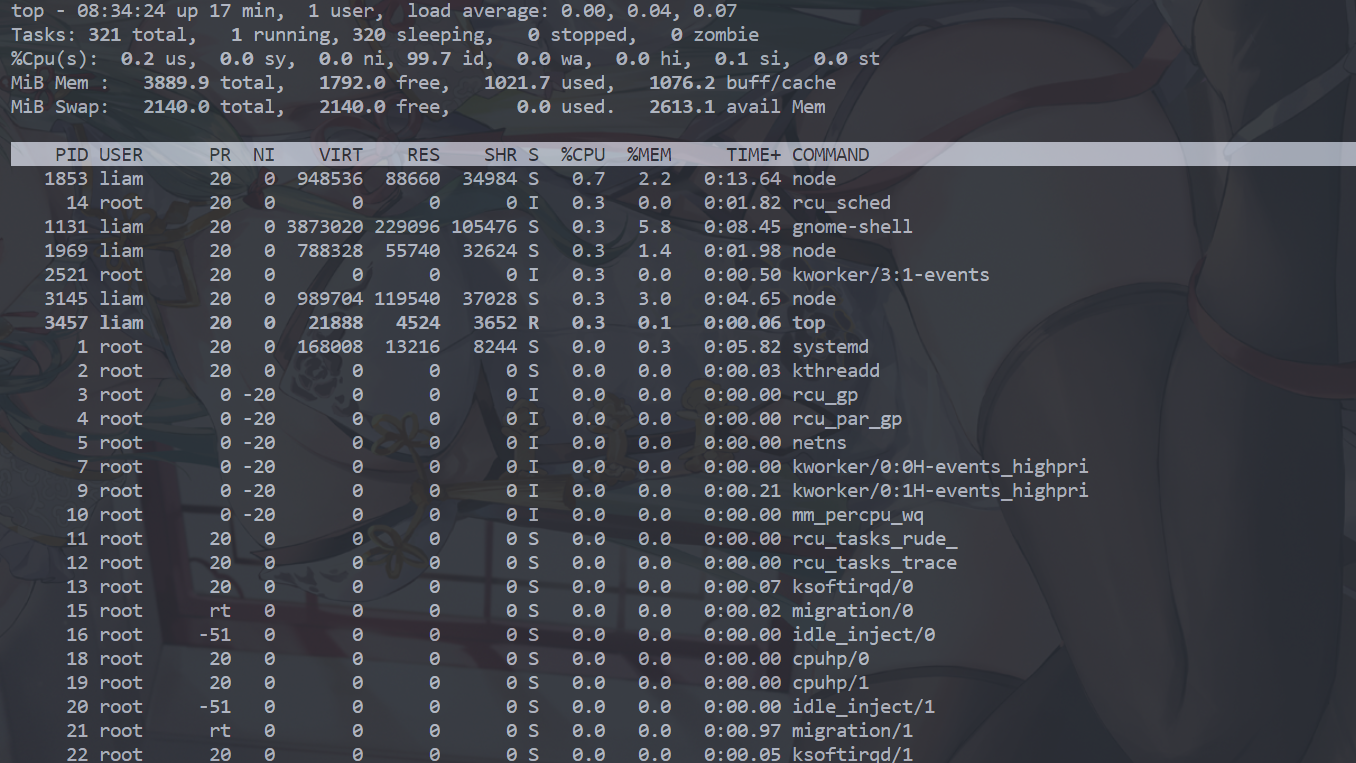 top - 08:34:24 up 17 min,  1 user,  load average: 0.00, 0.04, 0.07
Tasks: 321 total,   1 running, 320 sleeping,   0 stopped,   0 zombie
%Cpu(s):  0.2 us,  0.0 sy,  0.0 ni, 99.7 id,  0.0 wa,  0.0 hi,  0.1 si,  0.0 st
MiB Mem :   3889.9 total,   1792.0 free,   1021.7 used,   1076.2 buff/cache
MiB Swap:   2140.0 total,   2140.0 free,      0.0 used.   2613.1 avail Mem
PID USER      PR  NI    VIRT    RES    SHR S  %CPU  %MEM     TIME+ COMMAND
1853 liam      20   0  948536  88660  34984 S   0.7   2.2   0:13.64 node
14 root      20   0       0      0      0 I   0.3   0.0   0:01.82 rcu_sched
1131 liam      20   0 3873020 229096 105476 S   0.3   5.8   0:08.45 gnome-shell
1969 liam      20   0  788328  55740  32624 S   0.3   1.4   0:01.98 node
2521 root      20   0       0      0      0 I   0.3   0.0   0:00.50 kworker/3:1-events
3145 liam      20   0  989704 119540  37028 S   0.3   3.0   0:04.65 node
3457 liam      20   0   21888   4524   3652 R   0.3   0.1   0:00.06 top
1 root      20   0  168008  13216   8244 S   0.0   0.3   0:05.82 systemd
2 root      20   0       0      0      0 S   0.0   0.0   0:00.03 kthreadd
3 root       0 -20       0      0      0 I   0.0   0.0   0:00.00 rcu_gp
4 root       0 -20       0      0      0 I   0.0   0.0   0:00.00 rcu_par_gp
5 root       0 -20       0      0      0 I   0.0   0.0   0:00.00 netns
7 root       0 -20       0      0      0 I   0.0   0.0   0:00.00 kworker/0:0H-events_highpri
9 root       0 -20       0      0      0 I   0.0   0.0   0:00.21 kworker/0:1H-events_highpri
10 root       0 -20       0      0      0 I   0.0   0.0   0:00.00 mm_percpu_wq
11 root      20   0       0      0      0 S   0.0   0.0   0:00.00 rcu_tasks_rude_
12 root      20   0       0      0      0 S   0.0   0.0   0:00.00 rcu_tasks_trace
13 root      20   0       0      0      0 S   0.0   0.0   0:00.07 ksoftirqd/0
15 root      rt   0       0      0      0 S   0.0   0.0   0:00.02 migration/0
16 root     -51   0       0      0      0 S   0.0   0.0   0:00.00 idle_inject/0
18 root      20   0       0      0      0 S   0.0   0.0   0:00.00 cpuhp/0
19 root      20   0       0      0      0 S   0.0   0.0   0:00.00 cpuhp/1
20 root     -51   0       0      0      0 S   0.0   0.0   0:00.00 idle_inject/1
21 root      rt   0       0      0      0 S   0.0   0.0   0:00.97 migration/1
22 root      20   0       0      0      0 S   0.0   0.0   0:00.05 ksoftirqd/1